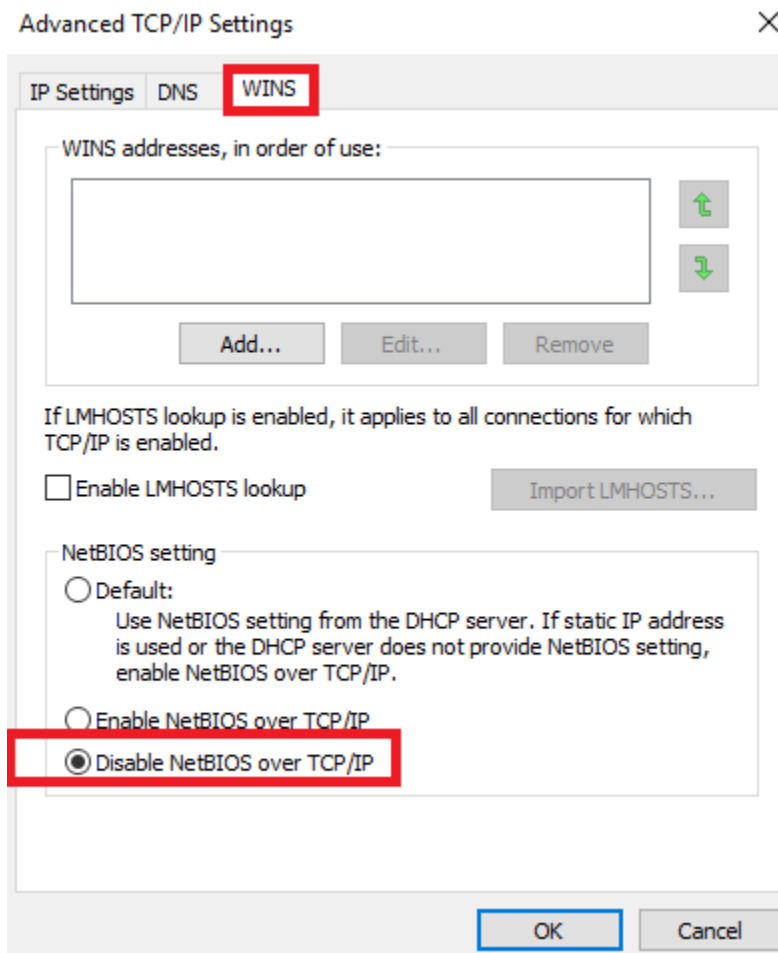 Advanced TCP/IP Settings
IP Settings DNS WINS
WINS addresses, in order of use:
Add... Edit... Remove
If LMHOSTS lookup is enabled, it applies to all connections for which
TCP/IP is enabled.
Enable LMHOSTS lookup Import LMHOSTS...
NetBIOS setting
Default:
Use NetBIOS setting from the DHCP server. If static IP address
is used or the DHCP server does not provide NetBIOS setting,
enable NetBIOS over TCP/IP.
Enable NetBIOS over TCP/IP
Disable NetBIOS over TCP/IP
OK Cancel